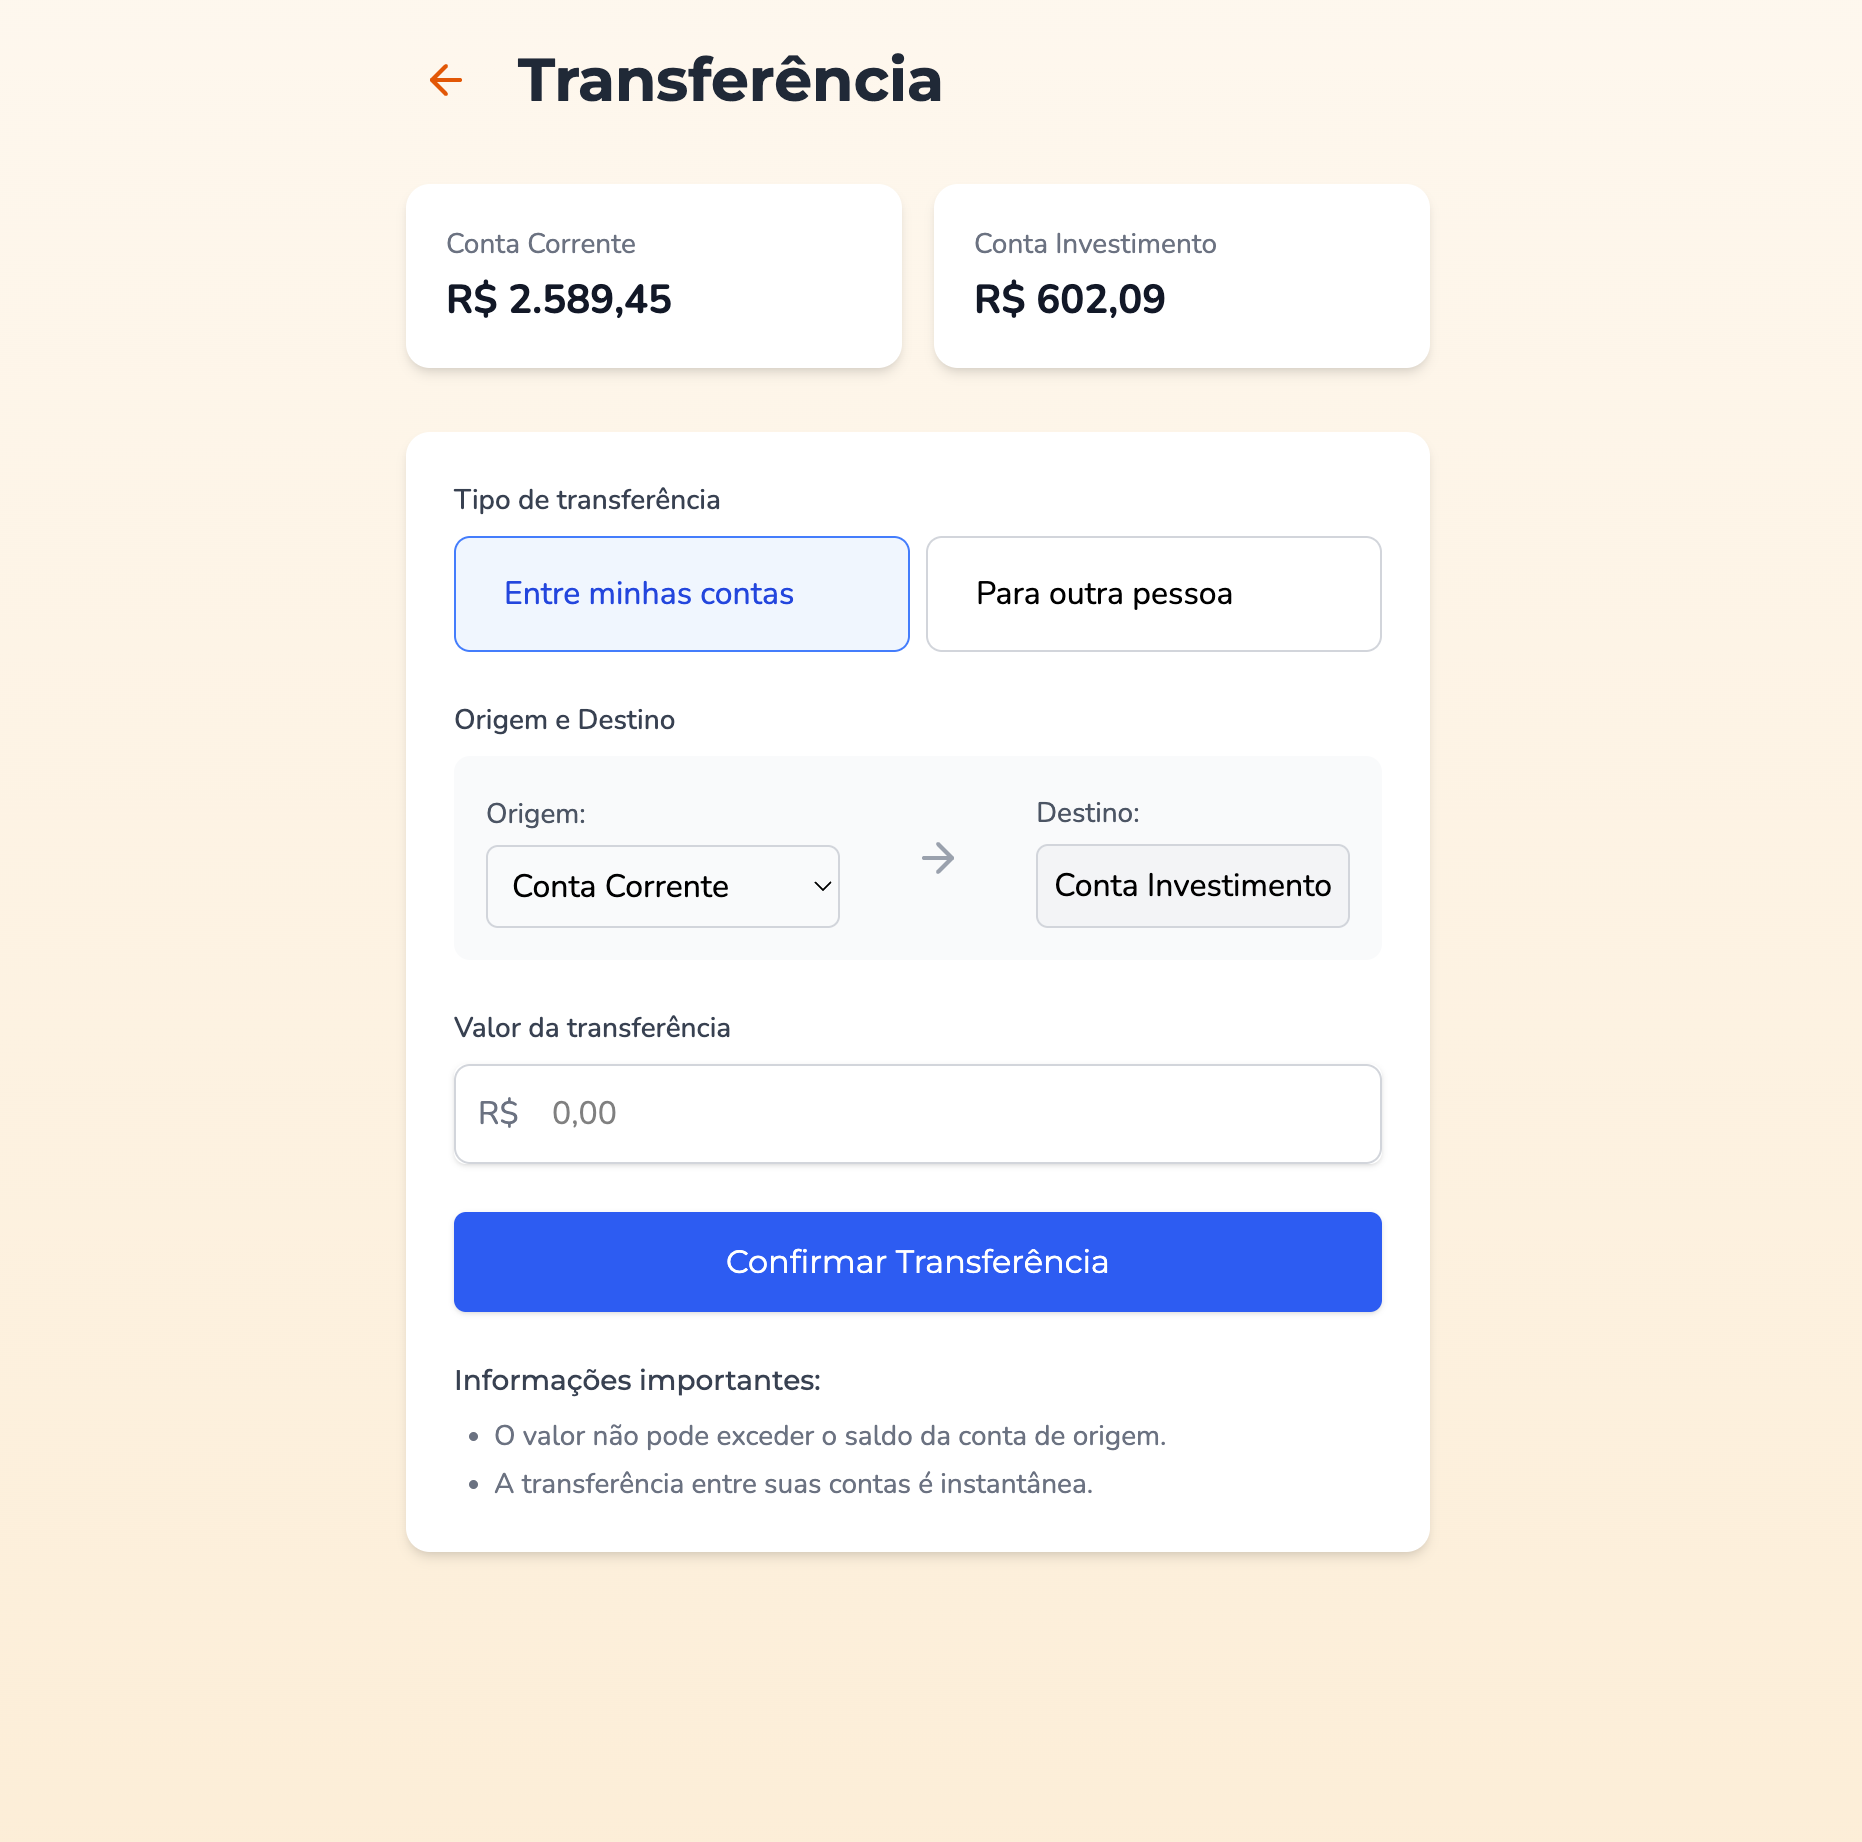 Transferência
Conta Corrente
R$ 2.589,45
Conta Investimento
R$ 602,09
Tipo de transferência
Entre minhas contas
Para outra pessoa
Origem e Destino
Origem:
Conta Corrente
Destino:
Conta Investimento
Valor da transferência
R$ 0,00
Confirmar Transferência
Informações importantes:
• O valor não pode exceder o saldo da conta de origem.
• A transferência entre suas contas é instantânea.